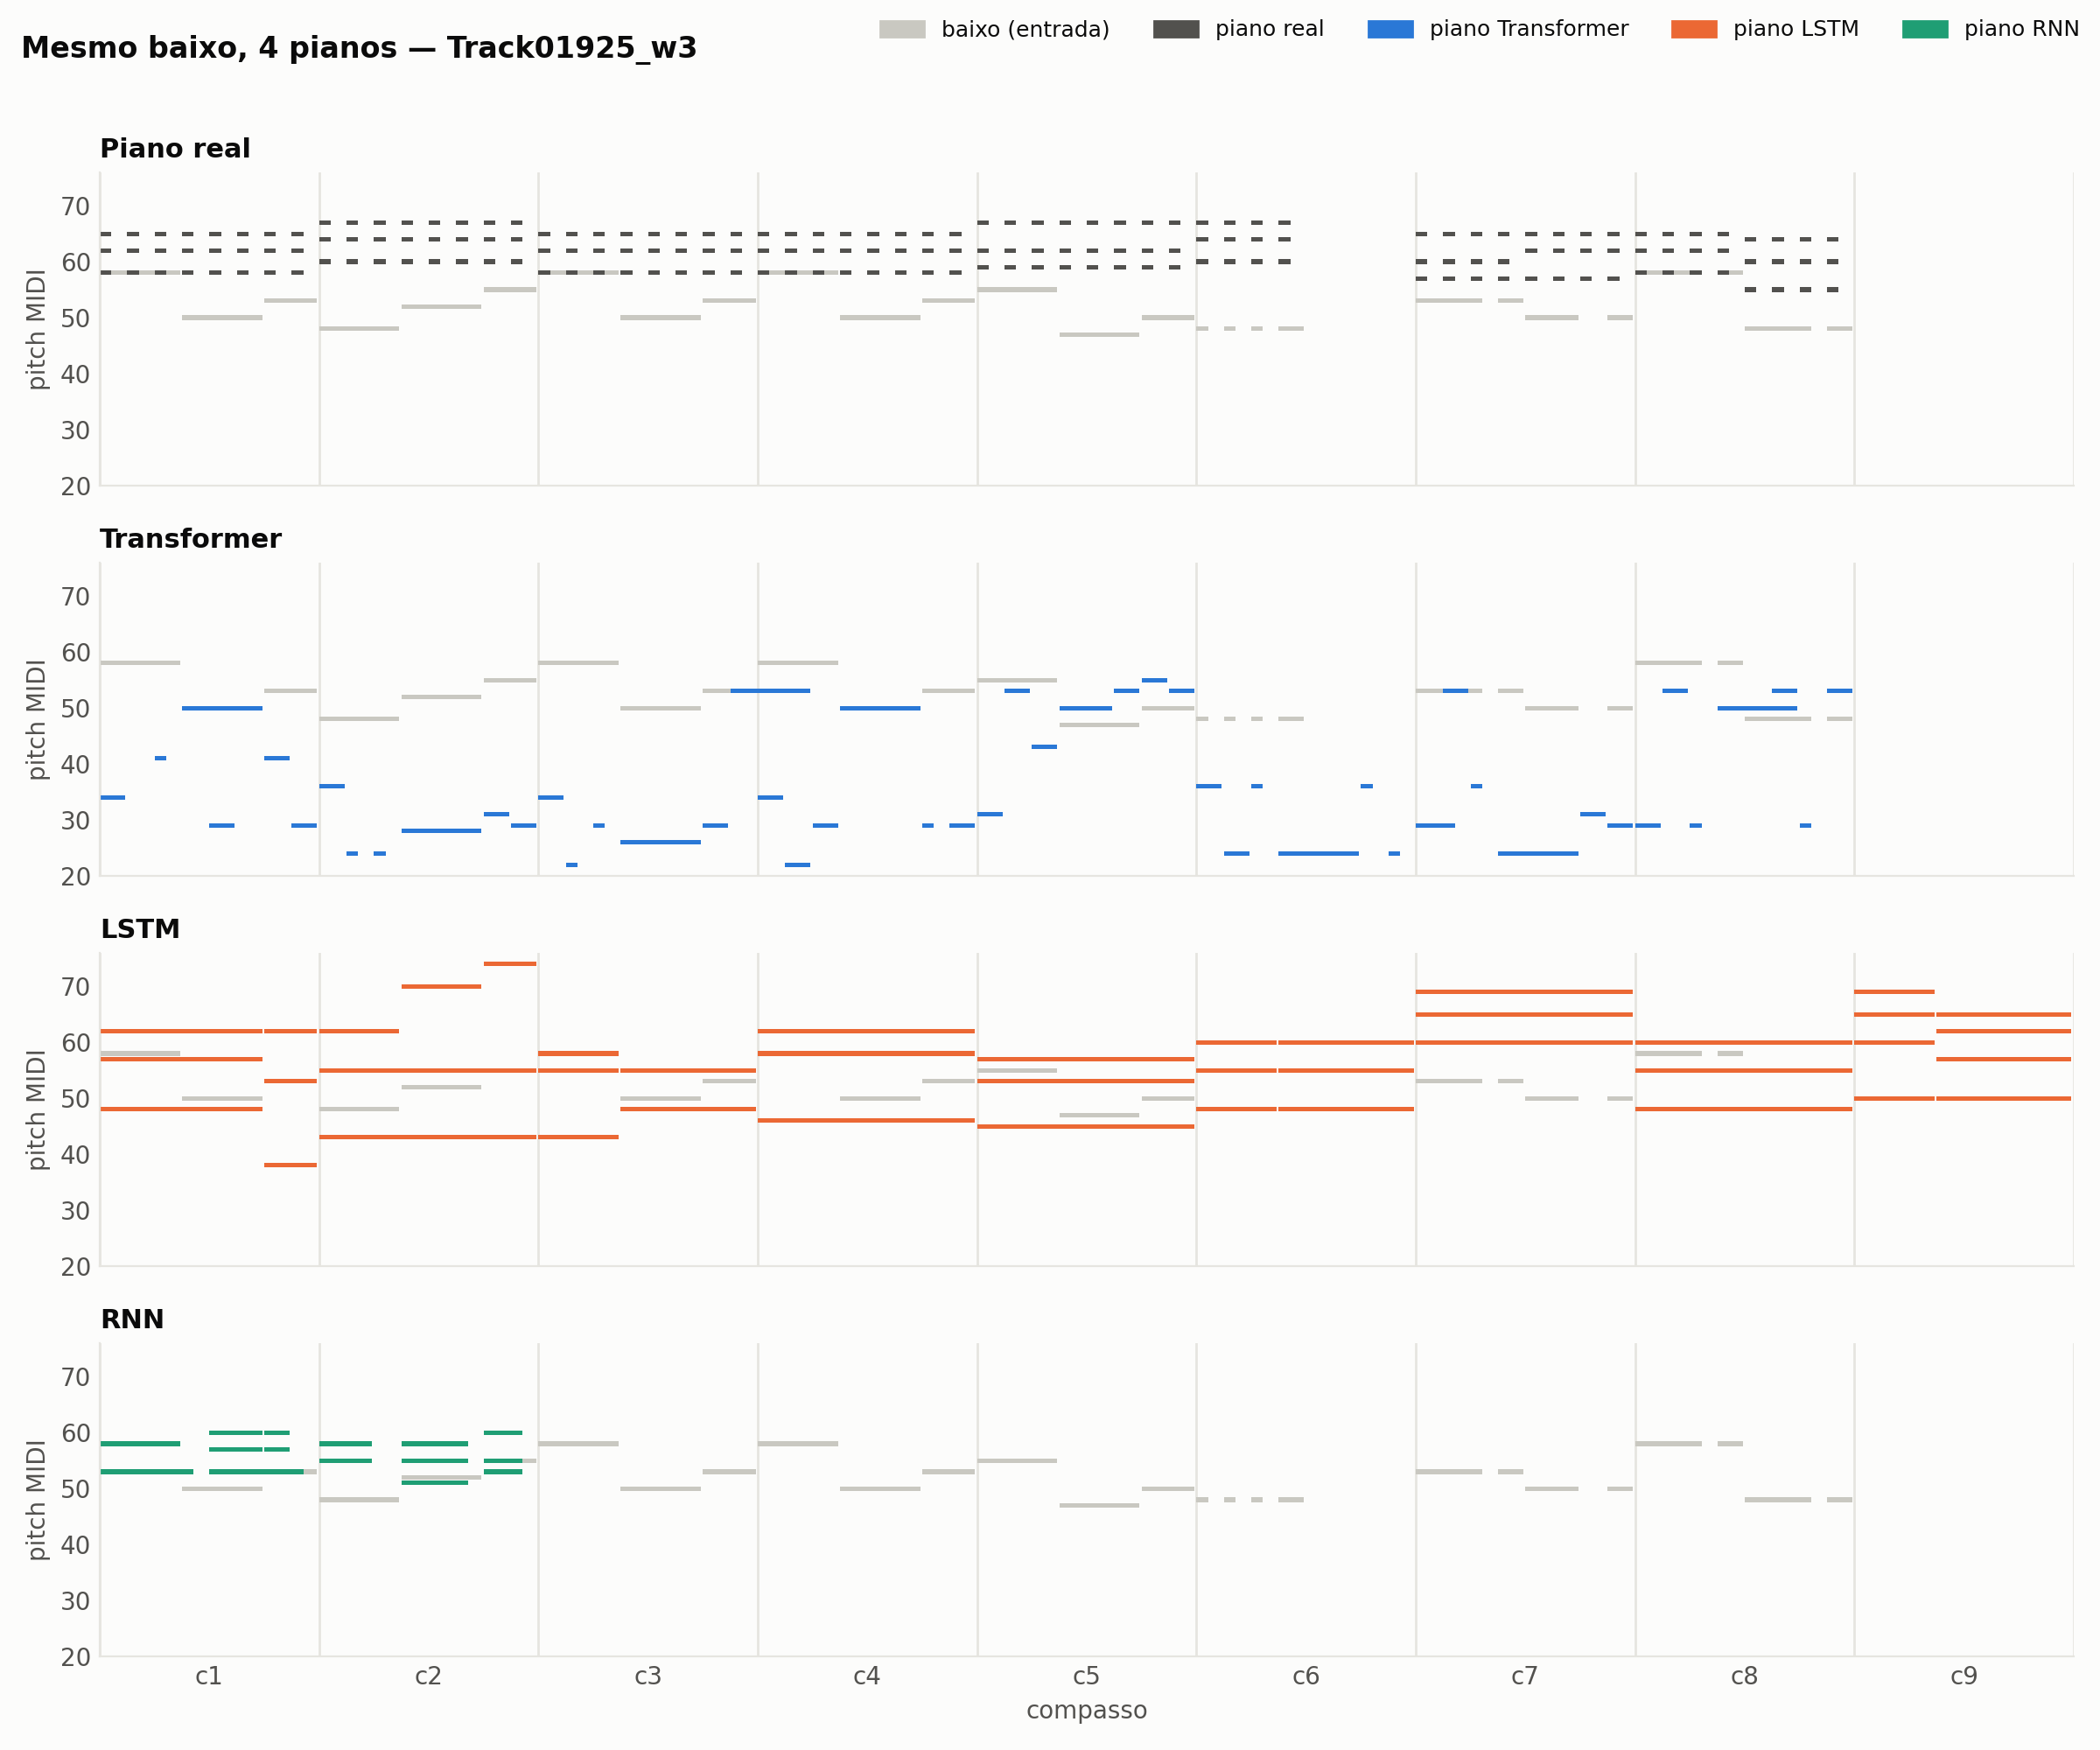 Mesmo baixo, 4 pianos — Track01925_w3
baixo (entrada)
piano real
piano Transformer
piano LSTM
piano RNN
Piano real
pitch MIDI
70
60
50
40
30
20
Transformer
pitch MIDI
70
60
50
40
30
20
LSTM
pitch MIDI
70
60
50
40
30
20
RNN
pitch MIDI
70
60
50
40
30
20
c1 c2 c3 c4 c5 c6 c7 c8 c9
compasso